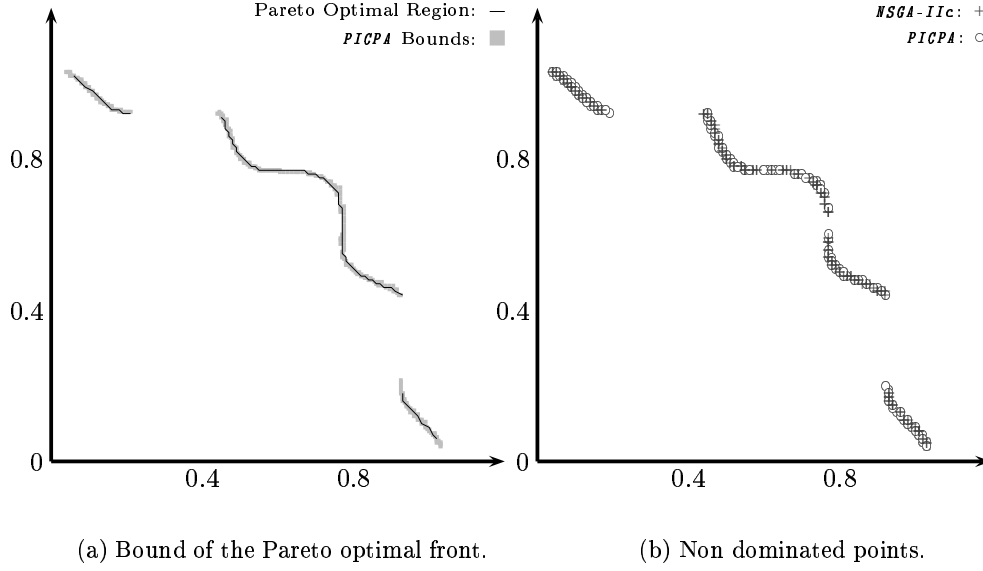 Pareto Optimal Region: —
PICPA Bounds:
0.8
0.4
0
0.4 0.8
(a) Bound of the Pareto optimal front.
NSGA-IIc: +
PICPA: ○
0.8
0.4
0
0.4 0.8
(b) Non dominated points.